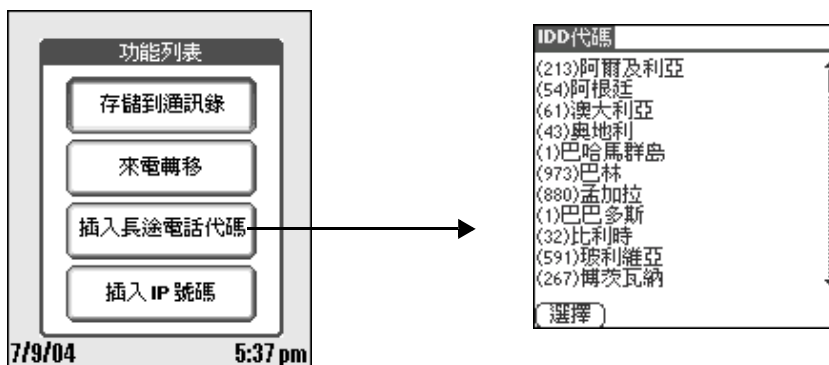 功能列表
存儲到通訊錄
來電轉移
插入長途電話代碼
插入 IP 號碼
7/9/04
5:37 pm
IDD代碼
(213)阿爾及利亞
(54)阿根廷
(61)澳大利亞
(43)奧地利
(1)巴哈馬群島
(973)巴林
(880)孟加拉
(1)巴巴多斯
(32)比利時
(591)玻利維亞
(267)博茨瓦納
選擇